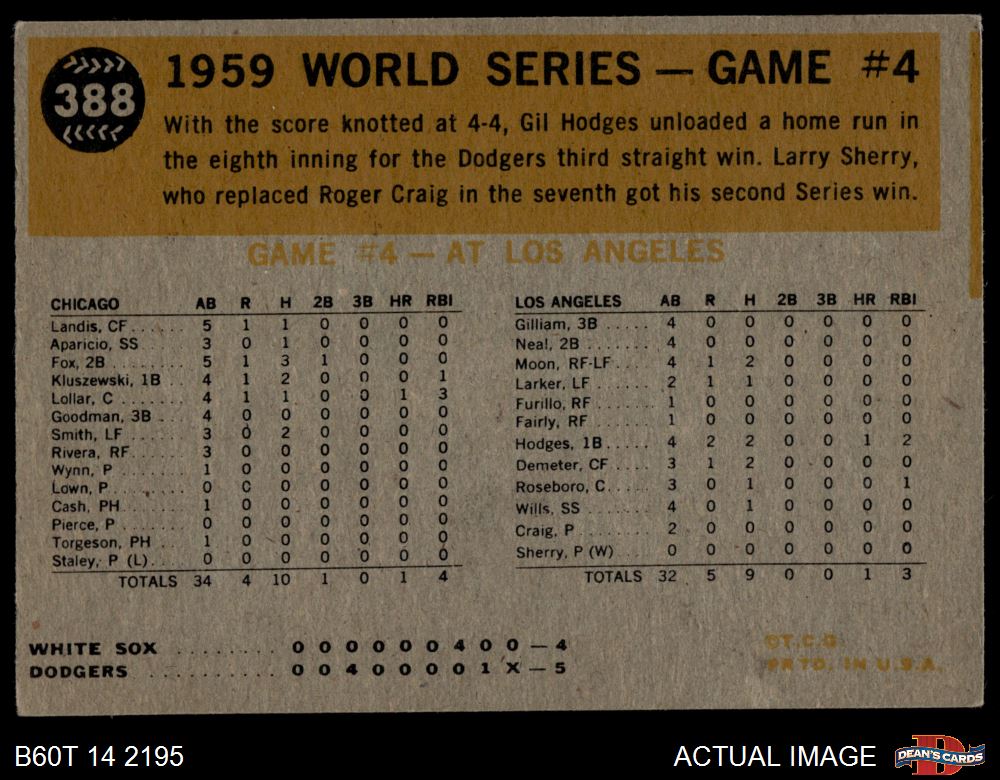 388
1959 WORLD SERIES — GAME #4
With the score knotted at 4-4, Gil Hodges unloaded a home run in
the eighth inning for the Dodgers third straight win. Larry Sherry,
who replaced Roger Craig in the seventh got his second Series win.
GAME #4 — AT LOS ANGELES
CHICAGO AB R H 2B 3B HR RBI
Landis, CF...... 5 1 1 0 0 0 0
Aparicio, SS .... 3 0 1 0 0 0 0
Fox, 2B ........ 5 1 3 1 0 0 0
Kluszewski, 1B .. 4 1 2 0 0 0 1
Lollar, C ....... 4 1 1 0 0 1 3
Goodman, 3B .. 4 0 0 0 0 0 0
Smith, LF ...... 3 0 2 0 0 0 0
Rivera, RF...... 3 0 0 0 0 0 0
Wynn, P ....... 1 0 0 0 0 0 0
Lown, P........ 0 0 0 0 0 0 0
Cash, PH ...... 1 0 0 0 0 0 0
Pierce, P ....... 0 0 0 0 0 0 0
Torgeson, PH ... 1 0 0 0 0 0 0
Staley, P (L).... 0 0 0 0 0 0 0
TOTALS 34 4 10 1 0 1 4
LOS ANGELES AB R H 2B 3B HR RBI
Gilliam, 3B ..... 4 0 0 0 0 0 0
Neal, 2B ....... 4 0 0 0 0 0 0
Moon, RF-LF .... 4 1 2 0 0 0 0
Larker, LF ...... 2 1 1 0 0 0 0
Furillo, RF ...... 1 0 0 0 0 0 0
Fairly, RF ...... 1 0 0 0 0 0 0
Hodges, 1B..... 4 2 2 0 0 1 2
Demeter, CF.... 3 1 2 0 0 0 0
Roseboro, C..... 3 0 1 0 0 0 1
Wills, SS ....... 4 0 1 0 0 0 0
Craig, P ........ 2 0 0 0 0 0 0
Sherry, P (W) ... 0 0 0 0 0 0 0
TOTALS 32 5 9 0 0 1 3
WHITE SOX ......... 0 0 0 0 0 0 4 0 0 — 4
DODGERS .......... 0 0 4 0 0 0 0 1 X — 5
©T.C.G.
PRTD. IN U.S.A.
B60T 14 2195
ACTUAL IMAGE
D
DEAN'S CARDS